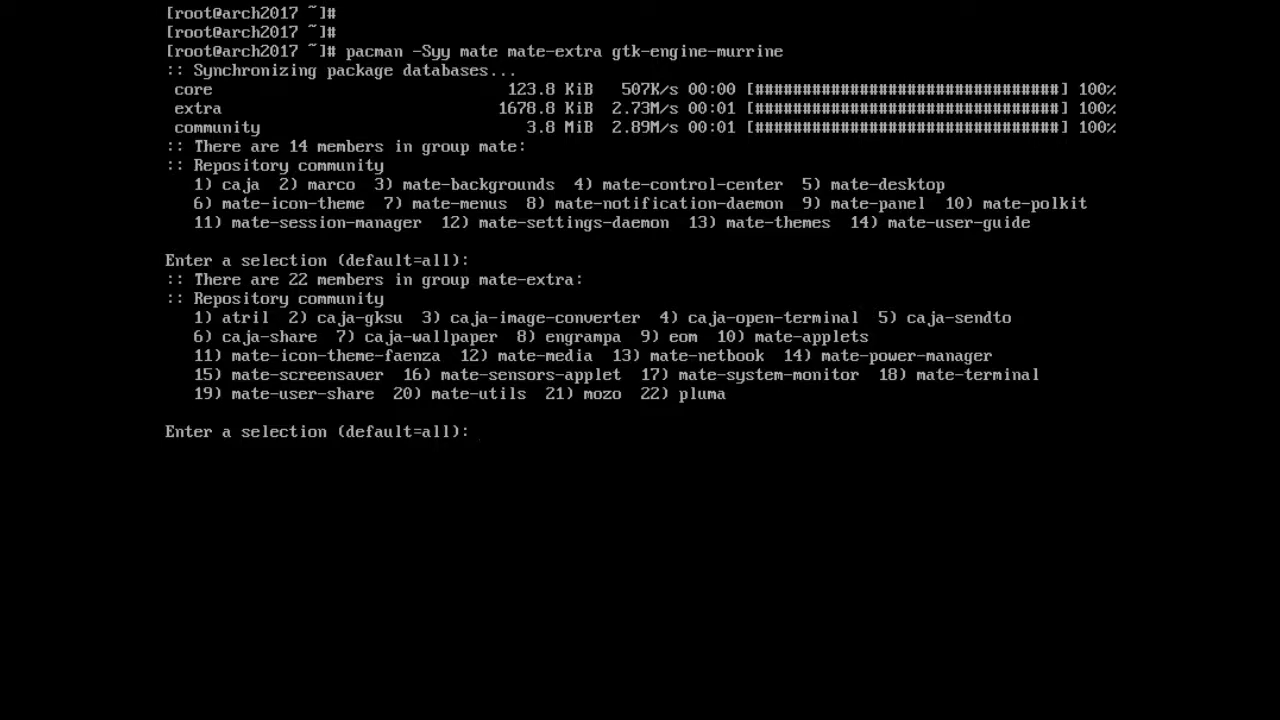 [root@arch2017 ~]#
[root@arch2017 ~]#
[root@arch2017 ~]# pacman -Syy mate mate-extra gtk-engine-murrine
:: Synchronizing package databases...
core 123.8 KiB 507K/s 00:00 [################################] 100%
extra 1678.8 KiB 2.73M/s 00:01 [################################] 100%
community 3.8 MiB 2.89M/s 00:01 [################################] 100%
:: There are 14 members in group mate:
:: Repository community
1) caja 2) marco 3) mate-backgrounds 4) mate-control-center 5) mate-desktop
6) mate-icon-theme 7) mate-menus 8) mate-notification-daemon 9) mate-panel 10) mate-polkit
11) mate-session-manager 12) mate-settings-daemon 13) mate-themes 14) mate-user-guide
Enter a selection (default=all):
:: There are 22 members in group mate-extra:
:: Repository community
1) atril 2) caja-gksu 3) caja-image-converter 4) caja-open-terminal 5) caja-sendto
6) caja-share 7) caja-wallpaper 8) engrampa 9) eom 10) mate-applets
11) mate-icon-theme-faenza 12) mate-media 13) mate-netbook 14) mate-power-manager
15) mate-screensaver 16) mate-sensors-applet 17) mate-system-monitor 18) mate-terminal
19) mate-user-share 20) mate-utils 21) mozo 22) pluma
Enter a selection (default=all):